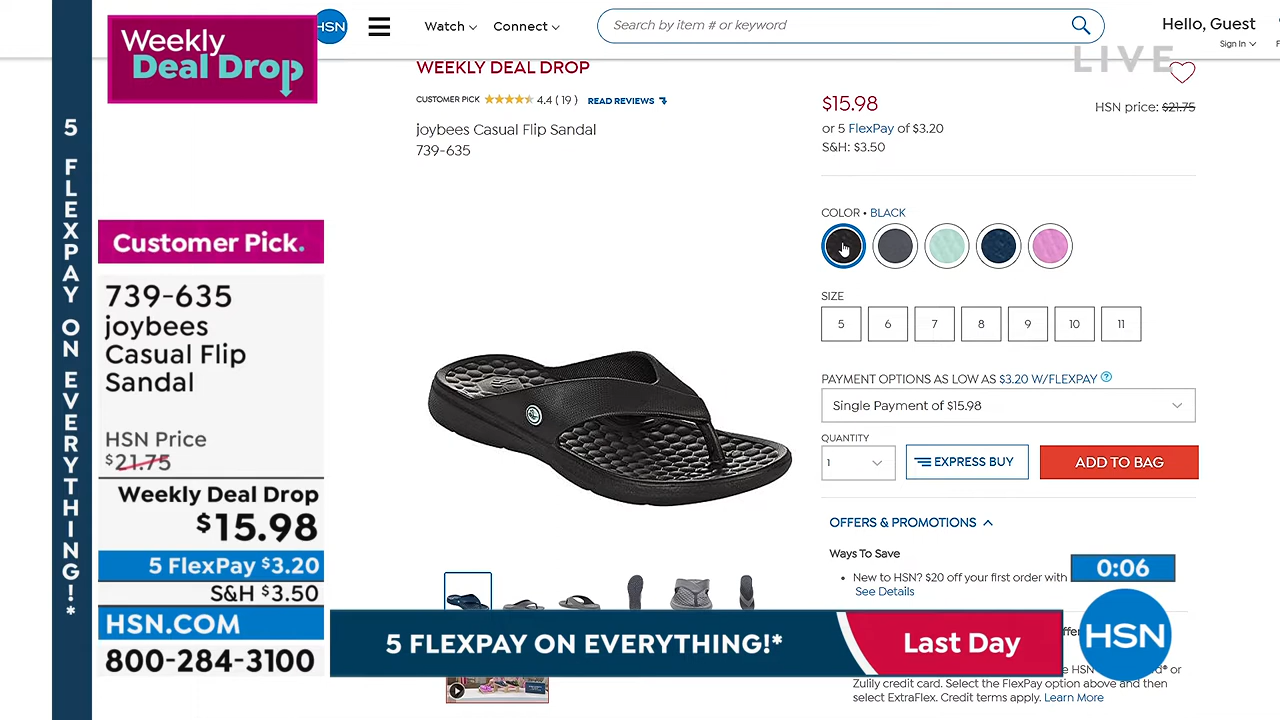 5 FLEXPAY ON EVERYTHING!*
Weekly
Deal Drop
HSN
Watch
Connect
Search by item # or keyword
Hello, Guest
Sign In
LIVE
WEEKLY DEAL DROP
CUSTOMER PICK
4.4 ( 19 )
READ REVIEWS
joybees Casual Flip Sandal
739-635
$15.98
HSN price: $21.75
or 5 FlexPay of $3.20
S&H: $3.50
COLOR • BLACK
SIZE
5 6 7 8 9 10 11
PAYMENT OPTIONS AS LOW AS $3.20 W/FLEXPAY ?
Single Payment of $15.98
QUANTITY
1
EXPRESS BUY
ADD TO BAG
OFFERS & PROMOTIONS
Ways To Save
• New to HSN? $20 off your first order with
See Details
HSN
Zulily credit card. Select the FlexPay option above and then
select ExtraFlex. Credit terms apply. Learn More
Customer Pick.
739-635
joybees
Casual Flip
Sandal
HSN Price
$21.75
Weekly Deal Drop
$15.98
5 FlexPay $3.20
S&H $3.50
HSN.COM
800-284-3100
5 FLEXPAY ON EVERYTHING!*
Last Day
0:06
HSN